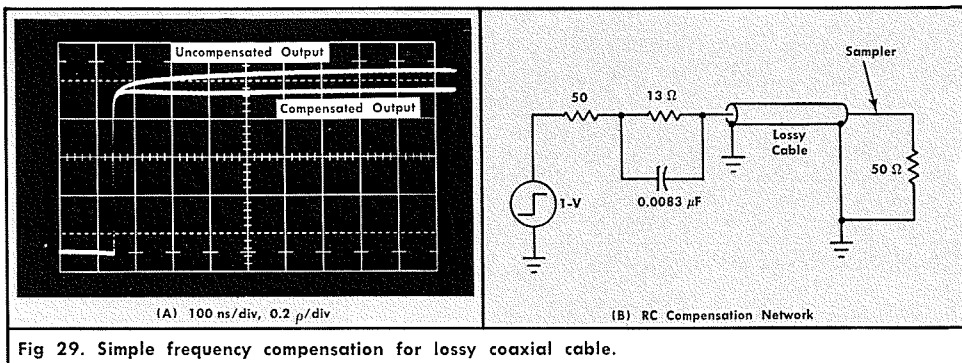 Uncompensated Output
Compensated Output
(A) 100 ns/div, 0.2 ρ/div
Sampler
50
13 Ω
Lossy
Cable
50 Ω
0.0083 μF
1-V
(B) RC Compensation Network
Fig 29. Simple frequency compensation for lossy coaxial cable.